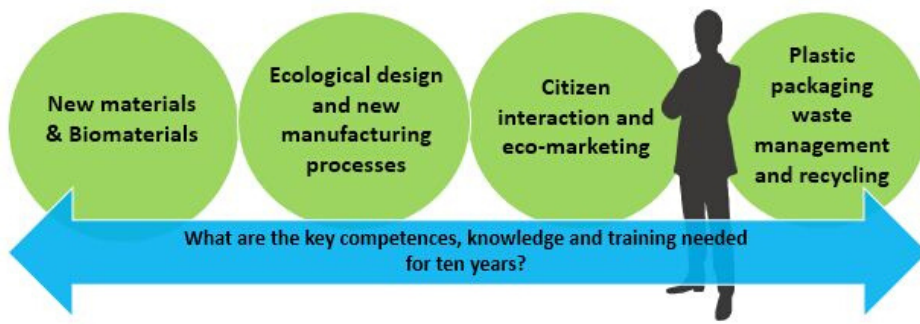 New materials
& Biomaterials
Ecological design
and new
manufacturing
processes
Citizen
interaction and
eco-marketing
Plastic
packaging
waste
management
and recycling
What are the key competences, knowledge and training needed
for ten years?